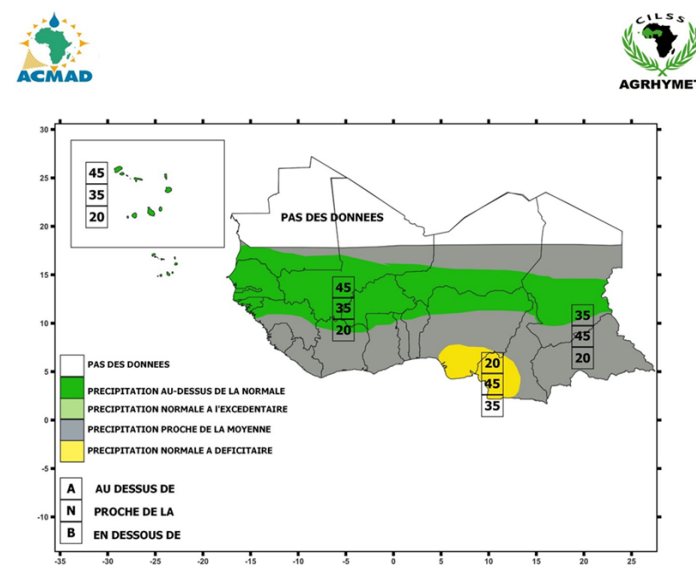 ACMAD
CILSS
AGRHYMET
30
25
20
15
10
5
0
-5
-10
45
35
20
PAS DES DONNEES
45
35
20
35
45
20
20
45
35
PAS DES DONNEES
PRECIPITATION AU-DESSUS DE LA NORMALE
PRECIPITATION NORMALE A l'EXCEDENTAIRE
PRECIPITATION PROCHE DE LA MOYENNE
PRECIPITATION NORMALE A DEFICITAIRE
A AU DESSUS DE
N PROCHE DE LA
B EN DESSOUS DE
-35 -30 -25 -20 -15 -10 -5 0 5 10 15 20 25